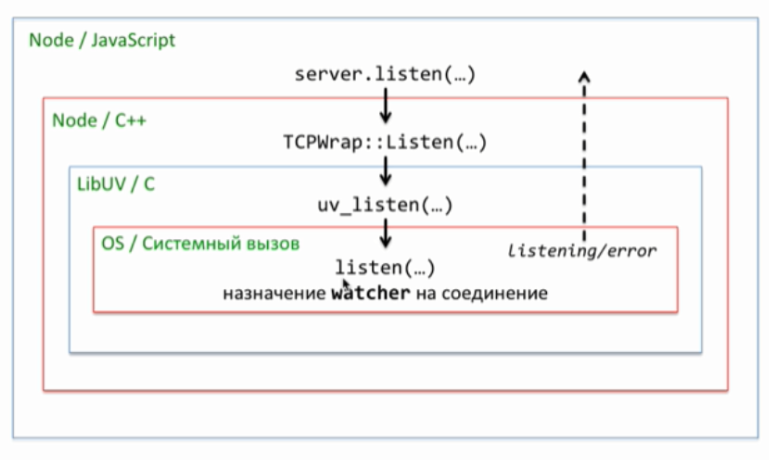 Node / JavaScript
server.listen(…)
Node / C++
TCPWrap::Listen(…)
LibUV / C
uv_listen(…)
OS / Системный вызов
listening/error
listen(…)
назначение watcher на соединение